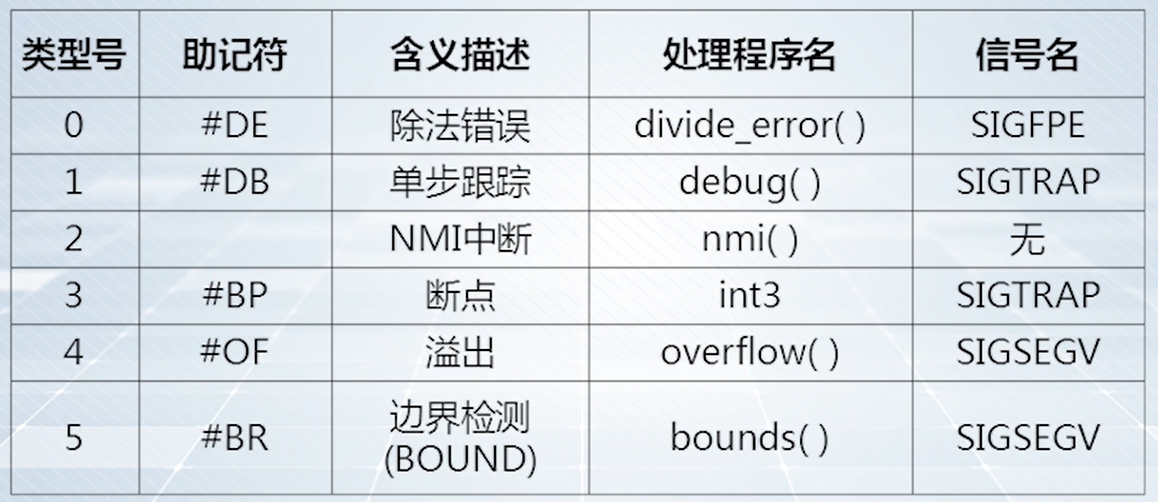 类型号 助记符 含义描述 处理程序名 信号名
0 #DE 除法错误 divide_error( ) SIGFPE
1 #DB 单步跟踪 debug( ) SIGTRAP
2 NMI中断 nmi( ) 无
3 #BP 断点 int3 SIGTRAP
4 #OF 溢出 overflow( ) SIGSEGV
5 #BR 边界检测 (BOUND) bounds( ) SIGSEGV